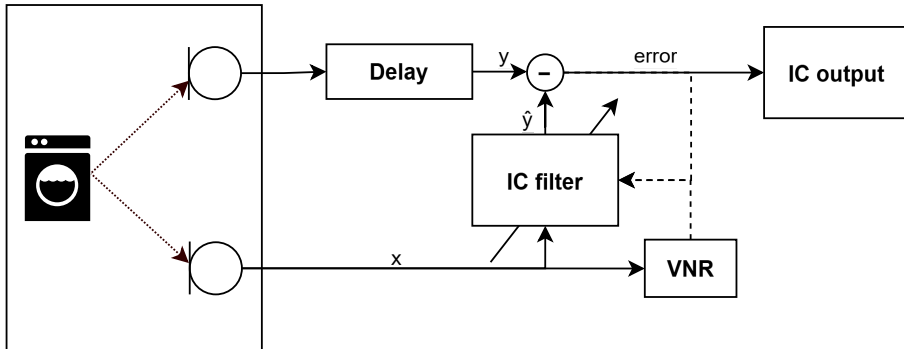 error
y
Delay
IC output
ŷ
IC filter
x
VNR